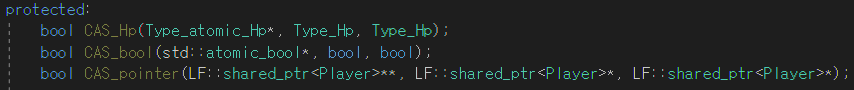 protected:
bool CAS_Hp(Type_atomic_Hp*, Type_Hp, Type_Hp);
bool CAS_bool(std::atomic_bool*, bool, bool);
bool CAS_pointer(LF::shared_ptr<Player>**, LF::shared_ptr<Player>*, LF::shared_ptr<Player>*);